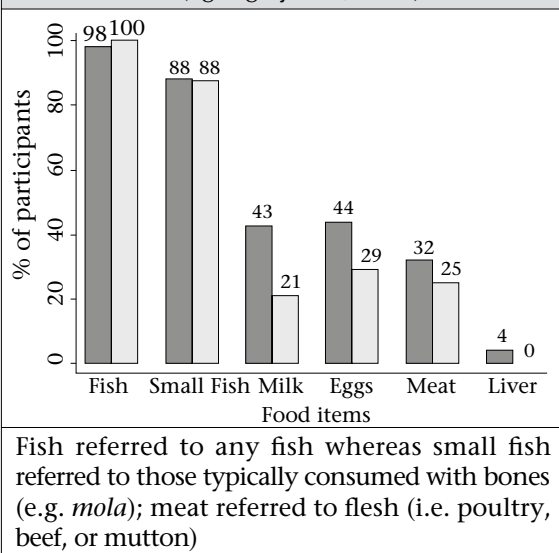 100
98 100
88 88
80
% of participants
60
43
44
40
32
29
25
21
20
4
0
0
Fish Small Fish Milk Eggs Meat Liver
Food items
Fish referred to any fish whereas small fish
referred to those typically consumed with bones
(e.g. mola); meat referred to flesh (i.e. poultry,
beef, or mutton)